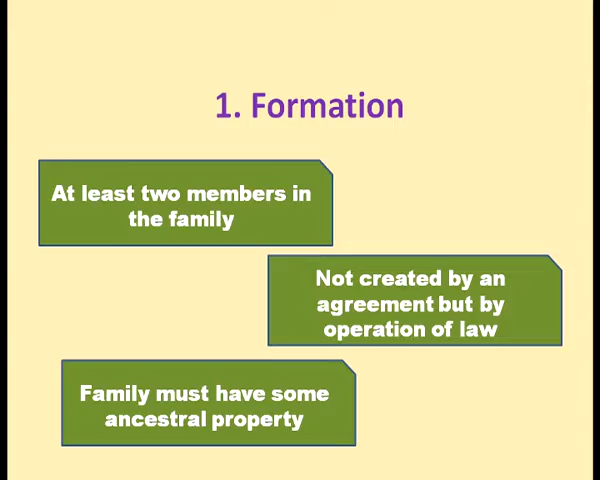 1. Formation
At least two members in
the family
Not created by an
agreement but by
operation of law
Family must have some
ancestral property